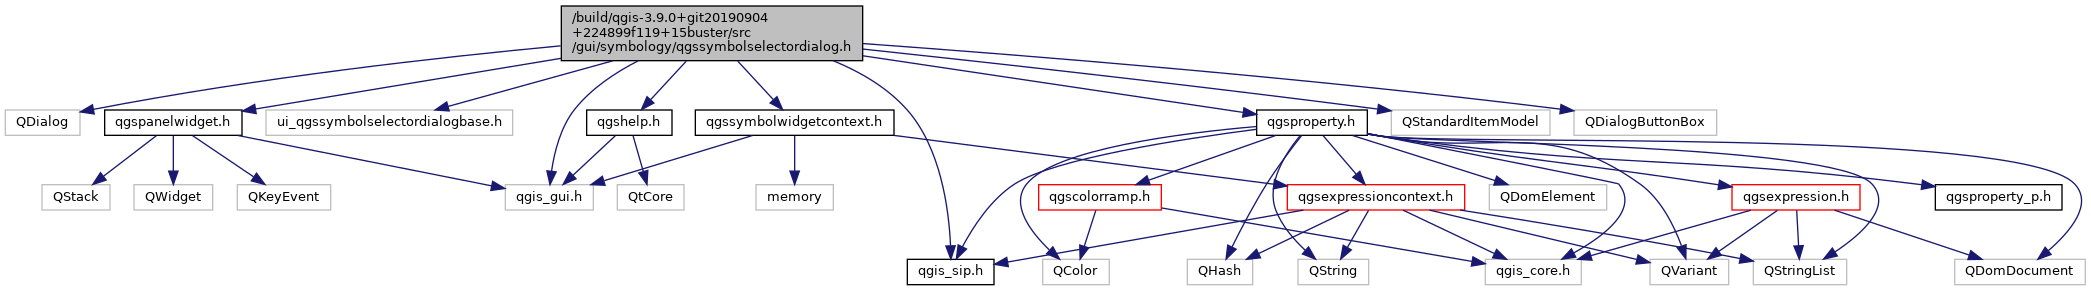 /build/qgis-3.9.0+git20190904
+224899f119+15buster/src
/gui/symbology/qgssymbolselectordialog.h
QDialog
qgspanelwidget.h
ui_qgssymbolselectordialogbase.h
qgshelp.h
qgssymbolwidgetcontext.h
qgsproperty.h
QStandardItemModel
QDialogButtonBox
QStack
QWidget
QKeyEvent
qgis_gui.h
QtCore
memory
qgscolorramp.h
qgsexpressioncontext.h
QDomElement
qgsexpression.h
qgsproperty_p.h
qgis_sip.h
QColor
QHash
QString
qgis_core.h
QVariant
QStringList
QDomDocument